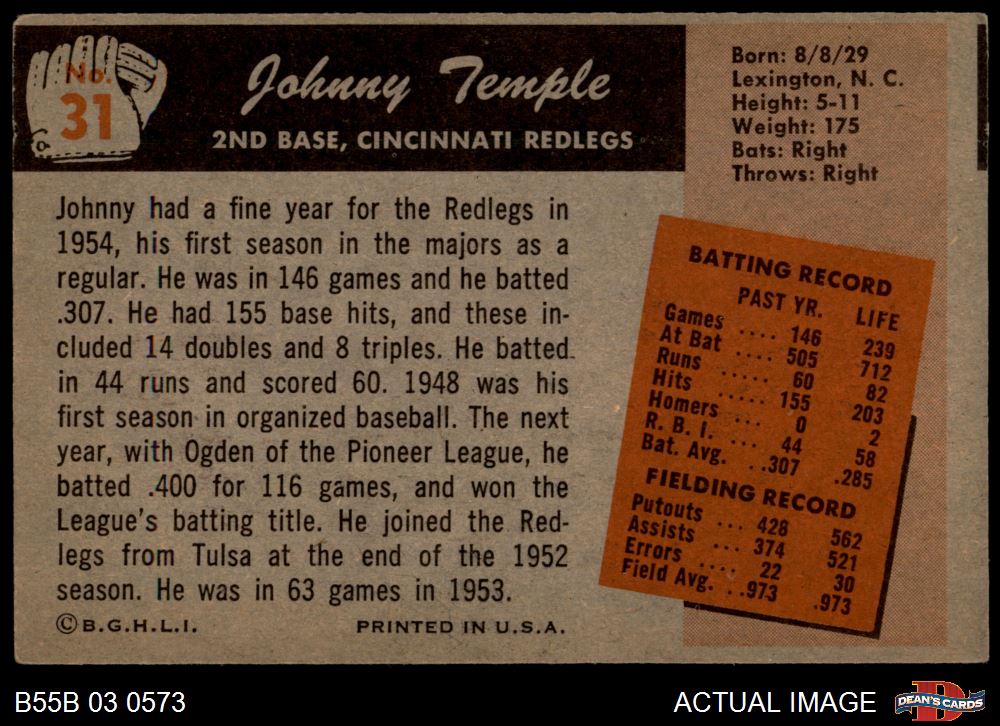 No.
31
Johnny Temple
2ND BASE, CINCINNATI REDLEGS
Born: 8/8/29
Lexington, N. C.
Height: 5-11
Weight: 175
Bats: Right
Throws: Right
Johnny had a fine year for the Redlegs in
1954, his first season in the majors as a
regular. He was in 146 games and he batted
.307. He had 155 base hits, and these in-
cluded 14 doubles and 8 triples. He batted
in 44 runs and scored 60. 1948 was his
first season in organized baseball. The next
year, with Ogden of the Pioneer League, he
batted .400 for 116 games, and won the
League's batting title. He joined the Red-
legs from Tulsa at the end of the 1952
season. He was in 63 games in 1953.
©B.G.H.L.I. PRINTED IN U.S.A.
BATTING RECORD
PAST YR. LIFE
Games .... 146 239
At Bat .... 505 712
Runs ..... 60 82
Hits ..... 155 203
Homers ... 0 2
R. B. I. ... 44 58
Bat. Avg. ..307 .285
FIELDING RECORD
Putouts ... 428 562
Assists ... 374 521
Errors .... 22 30
Field Avg. ..973 .973
B55B 03 0573
ACTUAL IMAGE
D
DEAN'S CARDS